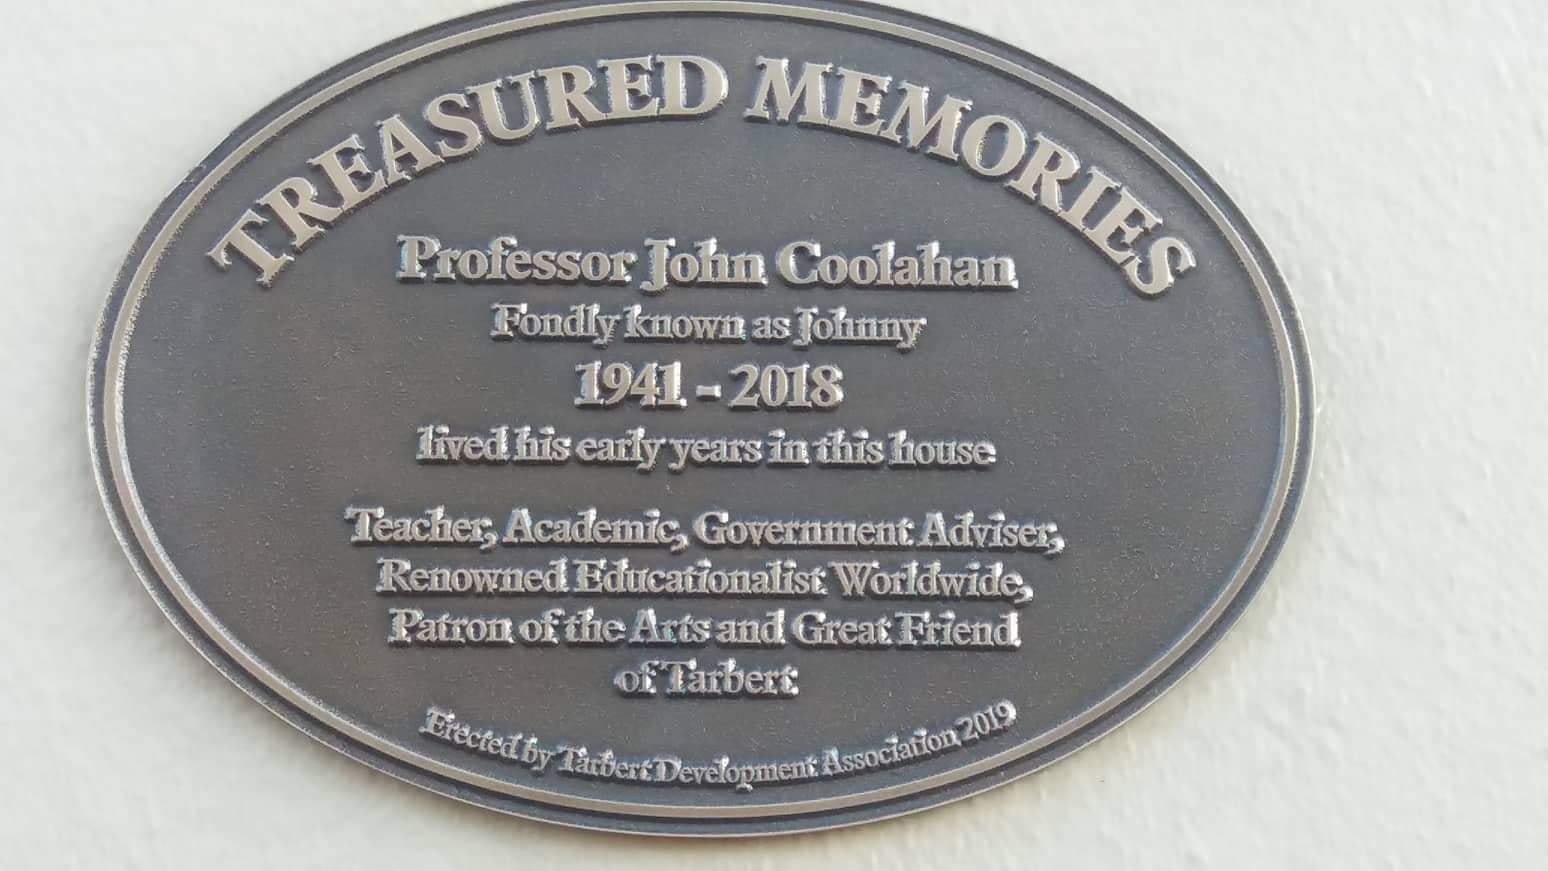 TREASURED MEMORIES
Professor John Coolahan
Fondly known as Johnny
1941 - 2018
lived his early years in this house
Teacher, Academic, Government Adviser,
Renowned Educationalist Worldwide,
Patron of the Arts and Great Friend
of Tarbert
Erected by Tarbert Development Association 2019